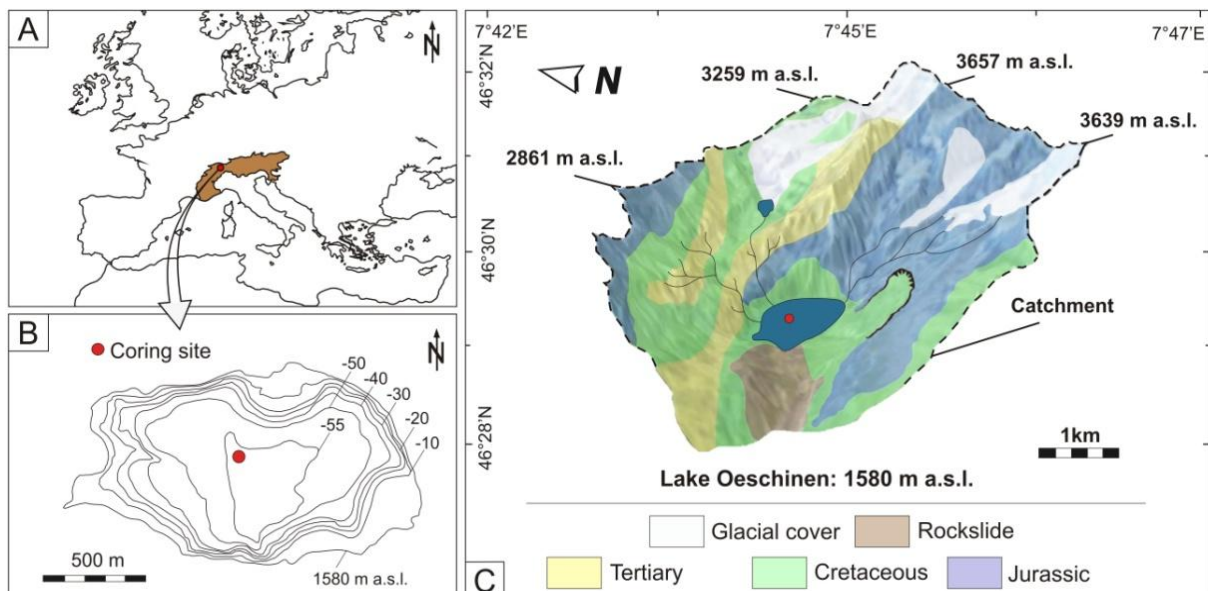 A
N
B
Coring site
N
-50
-40
-30
-20
-10
-55
500 m
1580 m a.s.l.
C
7°42'E
7°45'E
7°47'E
46°32'N
46°30'N
46°28'N
N
3259 m a.s.l.
3657 m a.s.l.
3639 m a.s.l.
2861 m a.s.l.
Catchment
1km
Lake Oeschinen: 1580 m a.s.l.
Glacial cover
Rockslide
Tertiary
Cretaceous
Jurassic